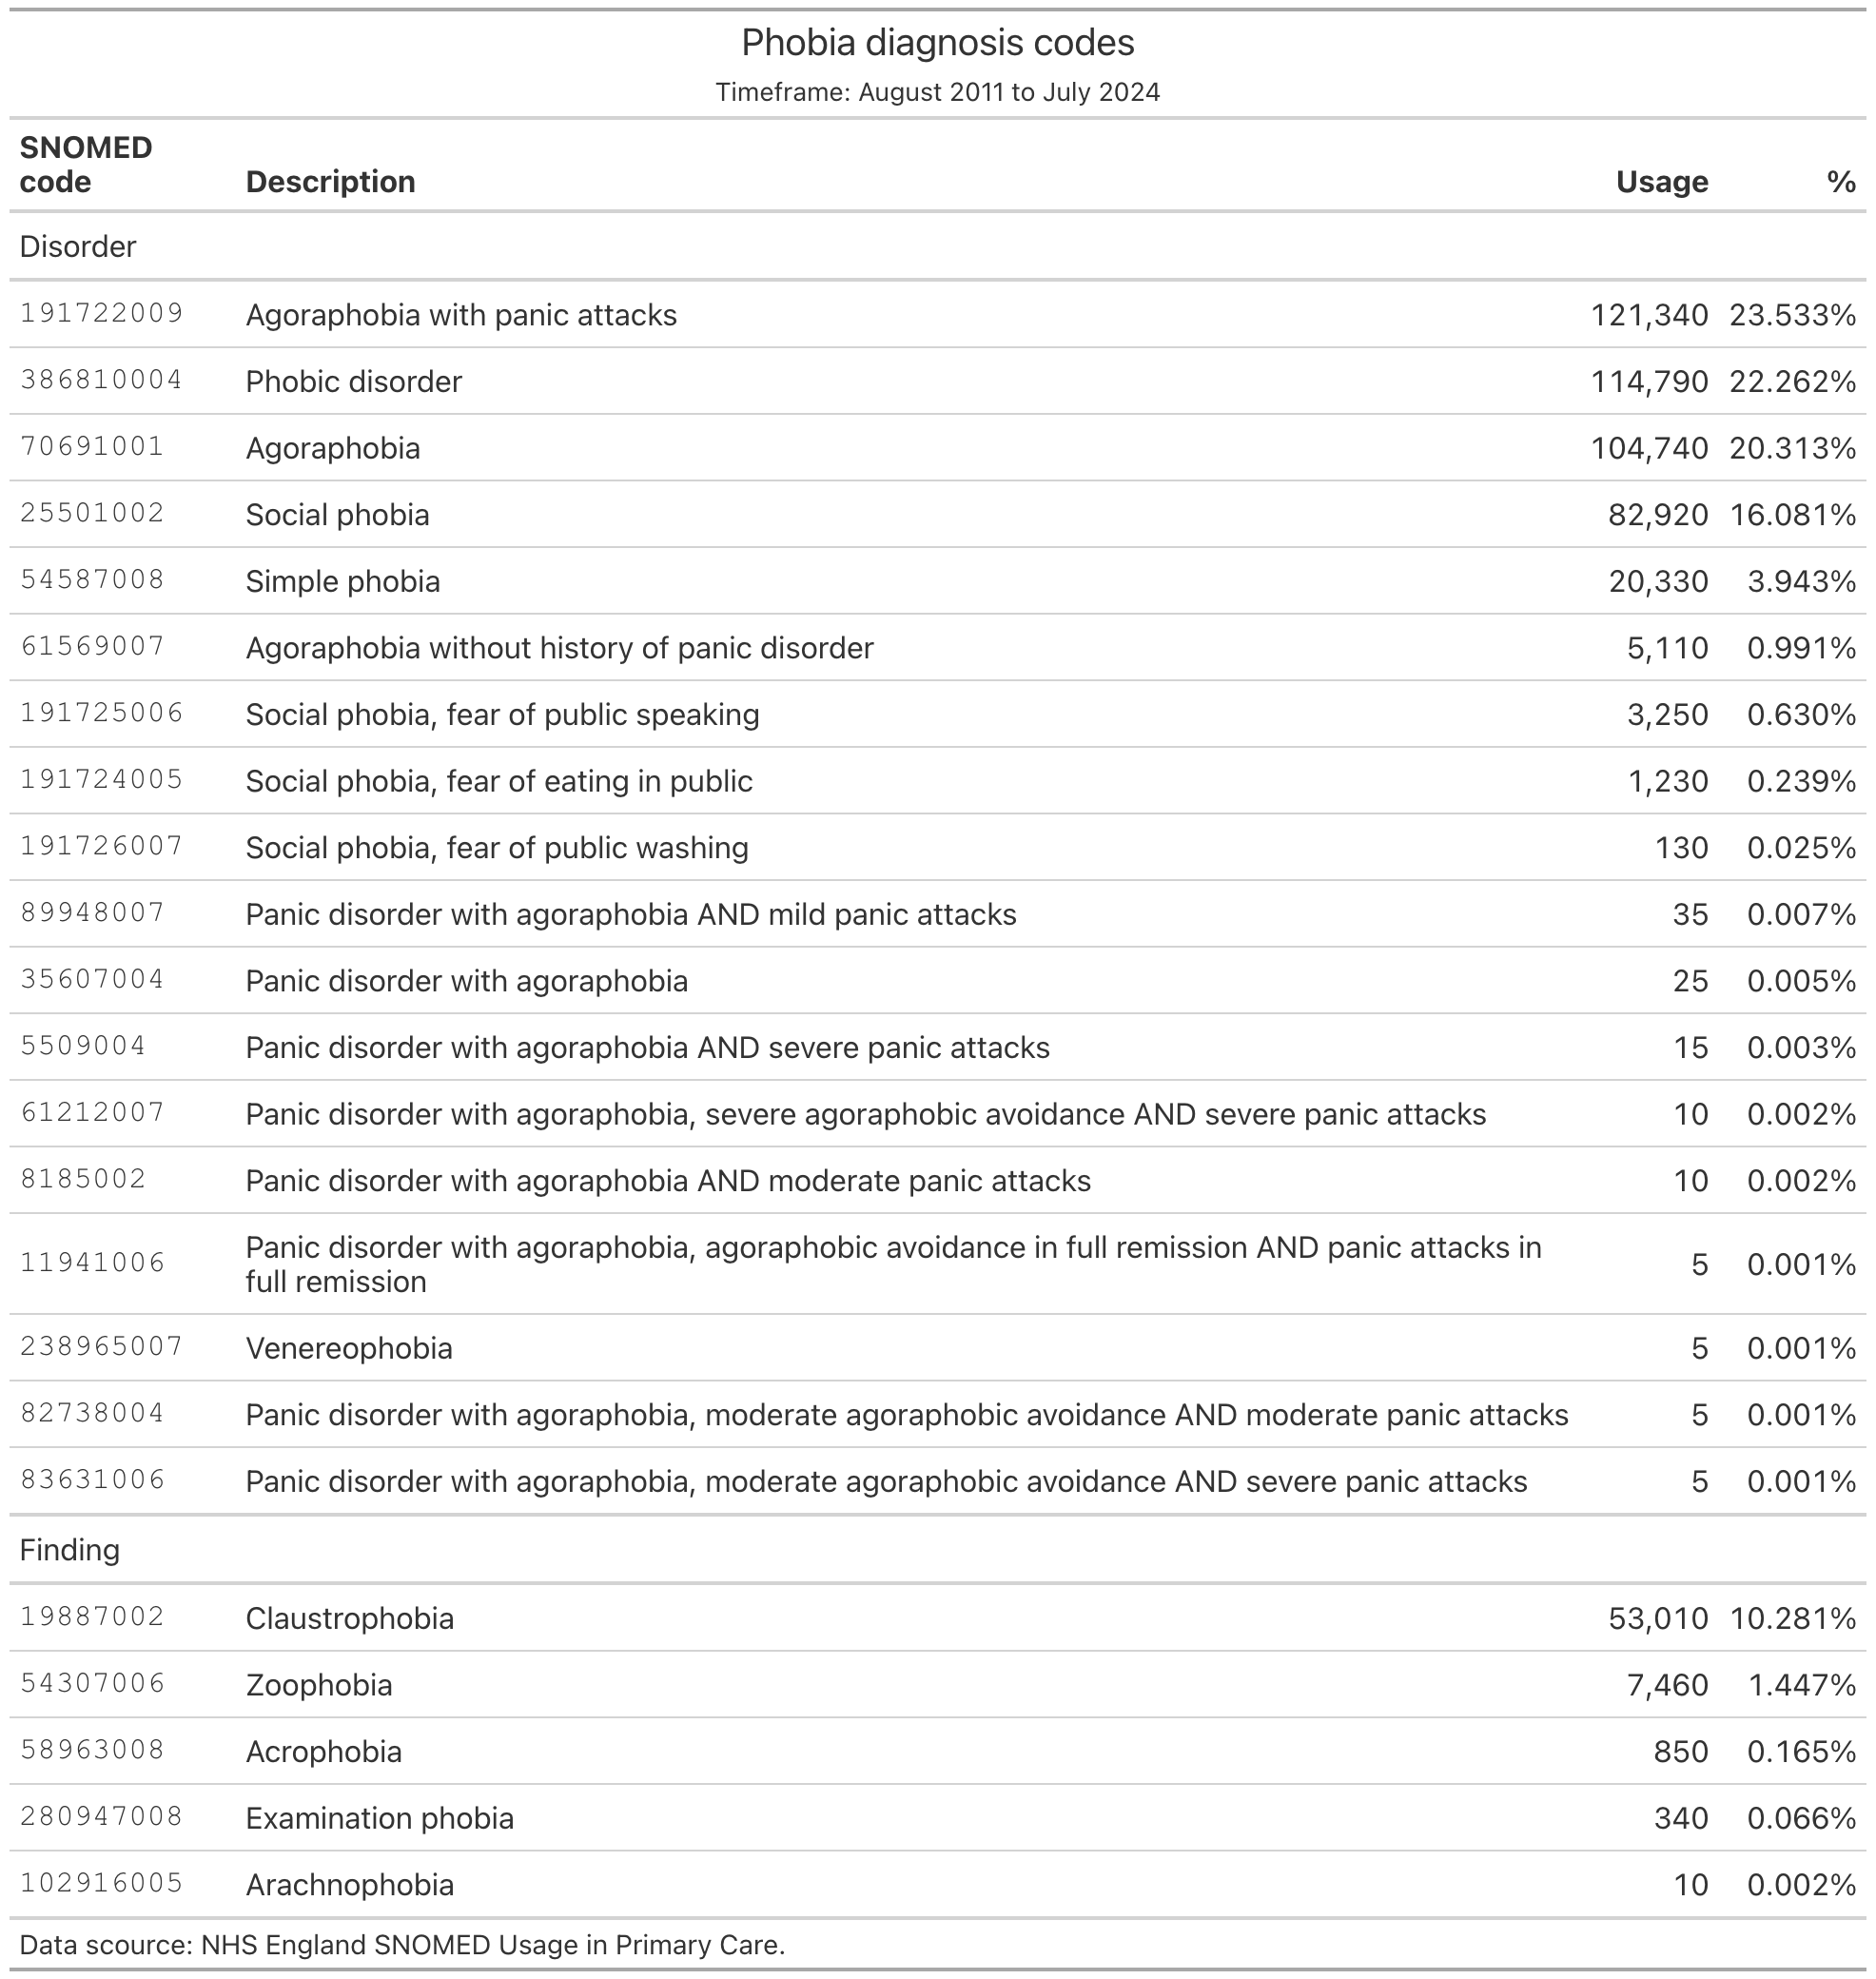 Phobia diagnosis codes
Timeframe: August 2011 to July 2024
SNOMED code Description Usage %
Disorder
191722009 Agoraphobia with panic attacks 121,340 23.533%
386810004 Phobic disorder 114,790 22.262%
70691001 Agoraphobia 104,740 20.313%
25501002 Social phobia 82,920 16.081%
54587008 Simple phobia 20,330 3.943%
61569007 Agoraphobia without history of panic disorder 5,110 0.991%
191725006 Social phobia, fear of public speaking 3,250 0.630%
191724005 Social phobia, fear of eating in public 1,230 0.239%
191726007 Social phobia, fear of public washing 130 0.025%
89948007 Panic disorder with agoraphobia AND mild panic attacks 35 0.007%
35607004 Panic disorder with agoraphobia 25 0.005%
5509004 Panic disorder with agoraphobia AND severe panic attacks 15 0.003%
61212007 Panic disorder with agoraphobia, severe agoraphobic avoidance AND severe panic attacks 10 0.002%
8185002 Panic disorder with agoraphobia AND moderate panic attacks 10 0.002%
11941006 Panic disorder with agoraphobia, agoraphobic avoidance in full remission AND panic attacks in
full remission 5 0.001%
238965007 Venereophobia 5 0.001%
82738004 Panic disorder with agoraphobia, moderate agoraphobic avoidance AND moderate panic attacks 5 0.001%
83631006 Panic disorder with agoraphobia, moderate agoraphobic avoidance AND severe panic attacks 5 0.001%
Finding
19887002 Claustrophobia 53,010 10.281%
54307006 Zoophobia 7,460 1.447%
58963008 Acrophobia 850 0.165%
280947008 Examination phobia 340 0.066%
102916005 Arachnophobia 10 0.002%
Data scource: NHS England SNOMED Usage in Primary Care.